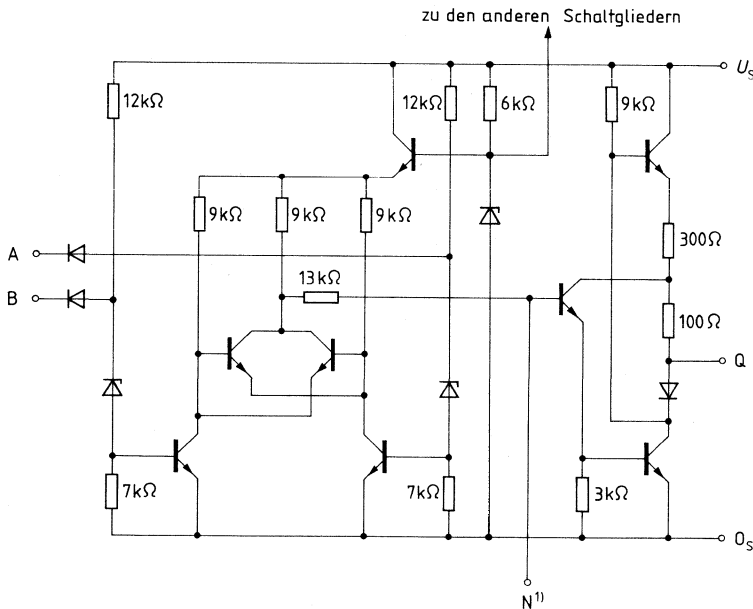 zu den anderen Schaltgliedern
U_S
12kΩ
12kΩ
6kΩ
9kΩ
9kΩ
9kΩ
9kΩ
300Ω
A
13kΩ
B
100Ω
Q
7kΩ
7kΩ
3kΩ
0_S
N¹⁾